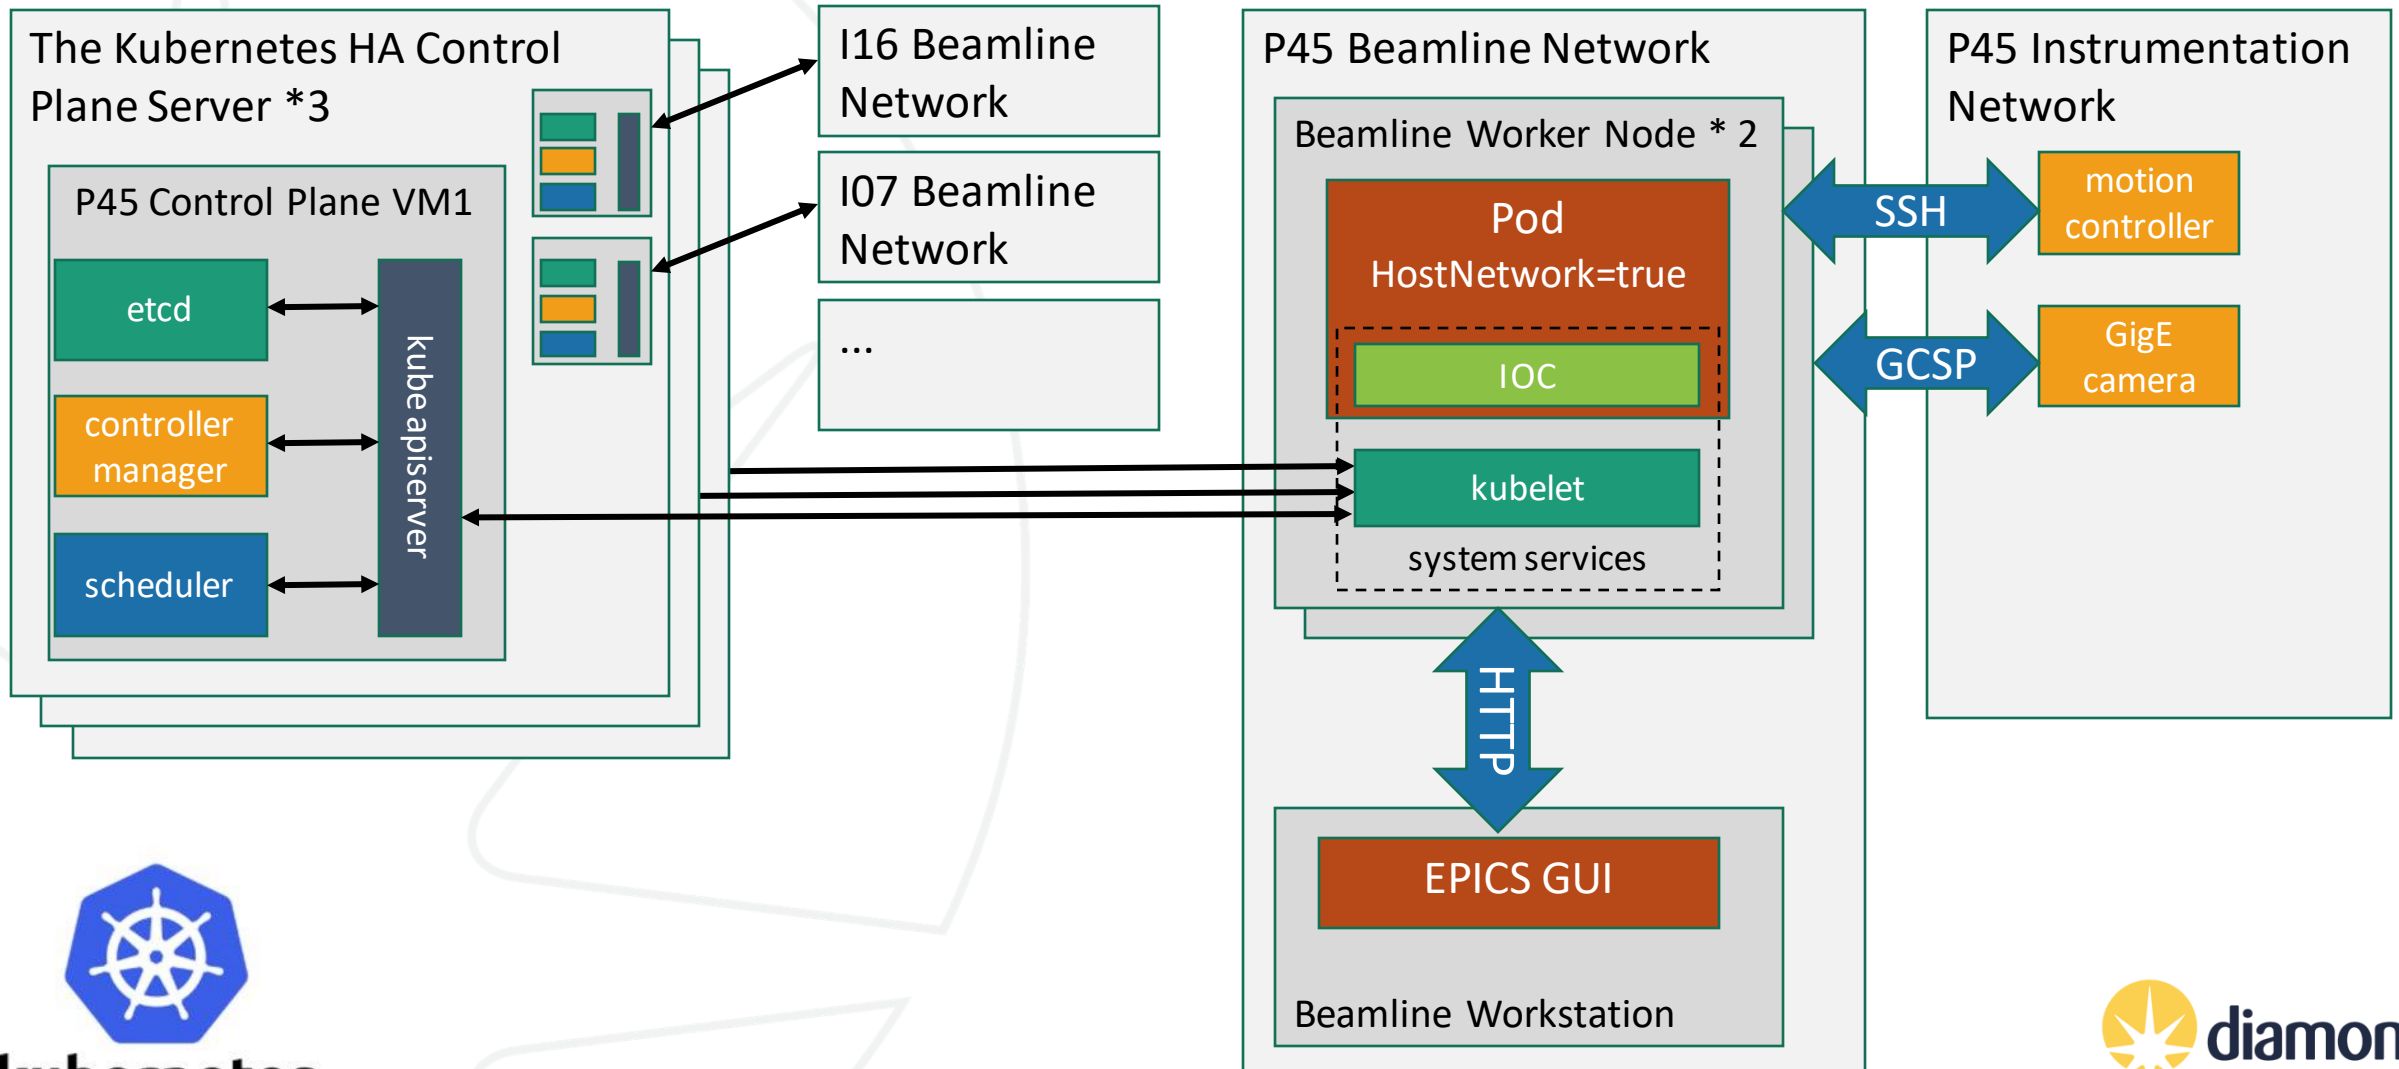 The Kubernetes HA Control
Plane Server *3
P45 Control Plane VM1
etcd
controller
manager
scheduler
kube apiserver
I16 Beamline
Network
I07 Beamline
Network
...
P45 Beamline Network
Beamline Worker Node * 2
Pod
HostNetwork=true
IOC
kubelet
system services
HTTP
EPICS GUI
Beamline Workstation
SSH
GCSP
P45 Instrumentation
Network
motion
controller
GigE
camera
kubernetes
diamon